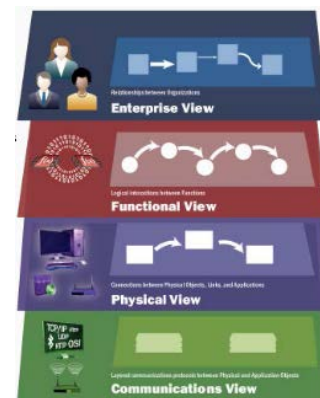 Relationships between Organizations
Enterprise View
Logical Interactions between Functions
Functional View
Connections between Physical Objects, Links, and Applications
Physical View
TCP/IP
UDP
HTTP OSI
Layered communications protocols between Physical and Application Objects
Communications View